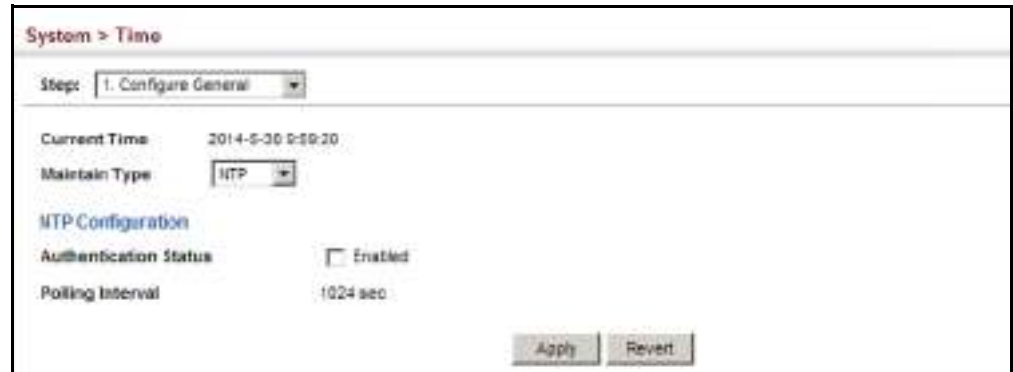 System > Time
Step: 1. Configure General
Current Time 2014-5-30 9:59:20
Maintain Type NTP
NTP Configuration
Authentication Status Enabled
Polling Interval 1024 sec
Apply Revert